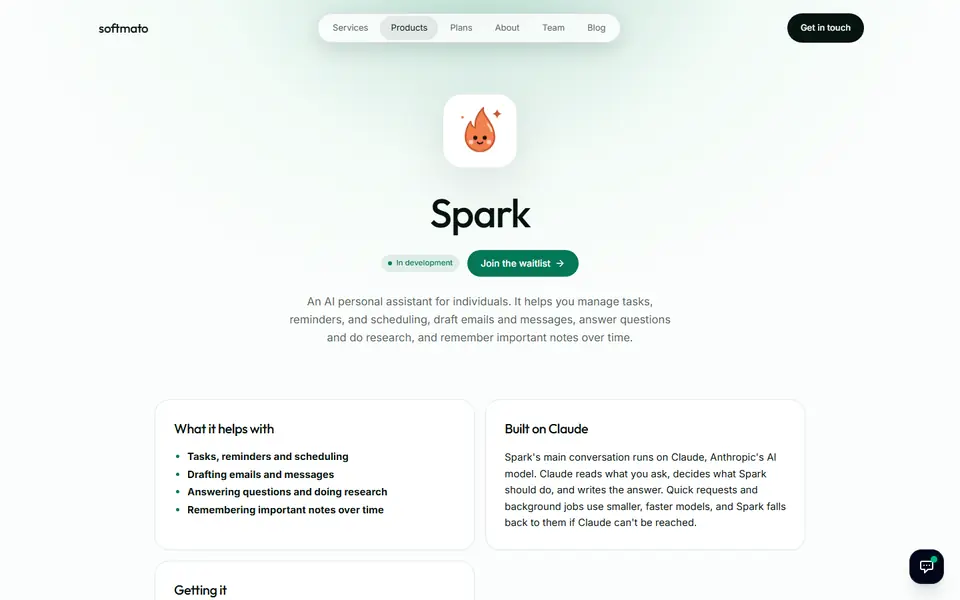 softmato
Services
Products
Plans
About
Team
Blog
Get in touch
Spark
In development
Join the waitlist →
An AI personal assistant for individuals. It helps you manage tasks,
reminders, and scheduling, draft emails and messages, answer questions
and do research, and remember important notes over time.
What it helps with
• Tasks, reminders and scheduling
• Drafting emails and messages
• Answering questions and doing research
• Remembering important notes over time
Built on Claude
Spark's main conversation runs on Claude, Anthropic's AI
model. Claude reads what you ask, decides what Spark
should do, and writes the answer. Quick requests and
background jobs use smaller, faster models, and Spark falls
back to them if Claude can't be reached.
Getting it